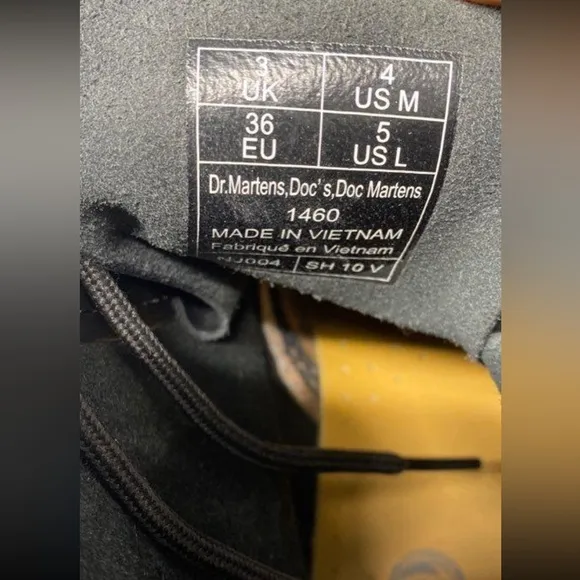 3 4
UK US M
36 5
EU US L
Dr.Martens,Doc's,Doc Martens
1460
MADE IN VIETNAM
Fabriqué en Vietnam
NJ004 SH 10 V